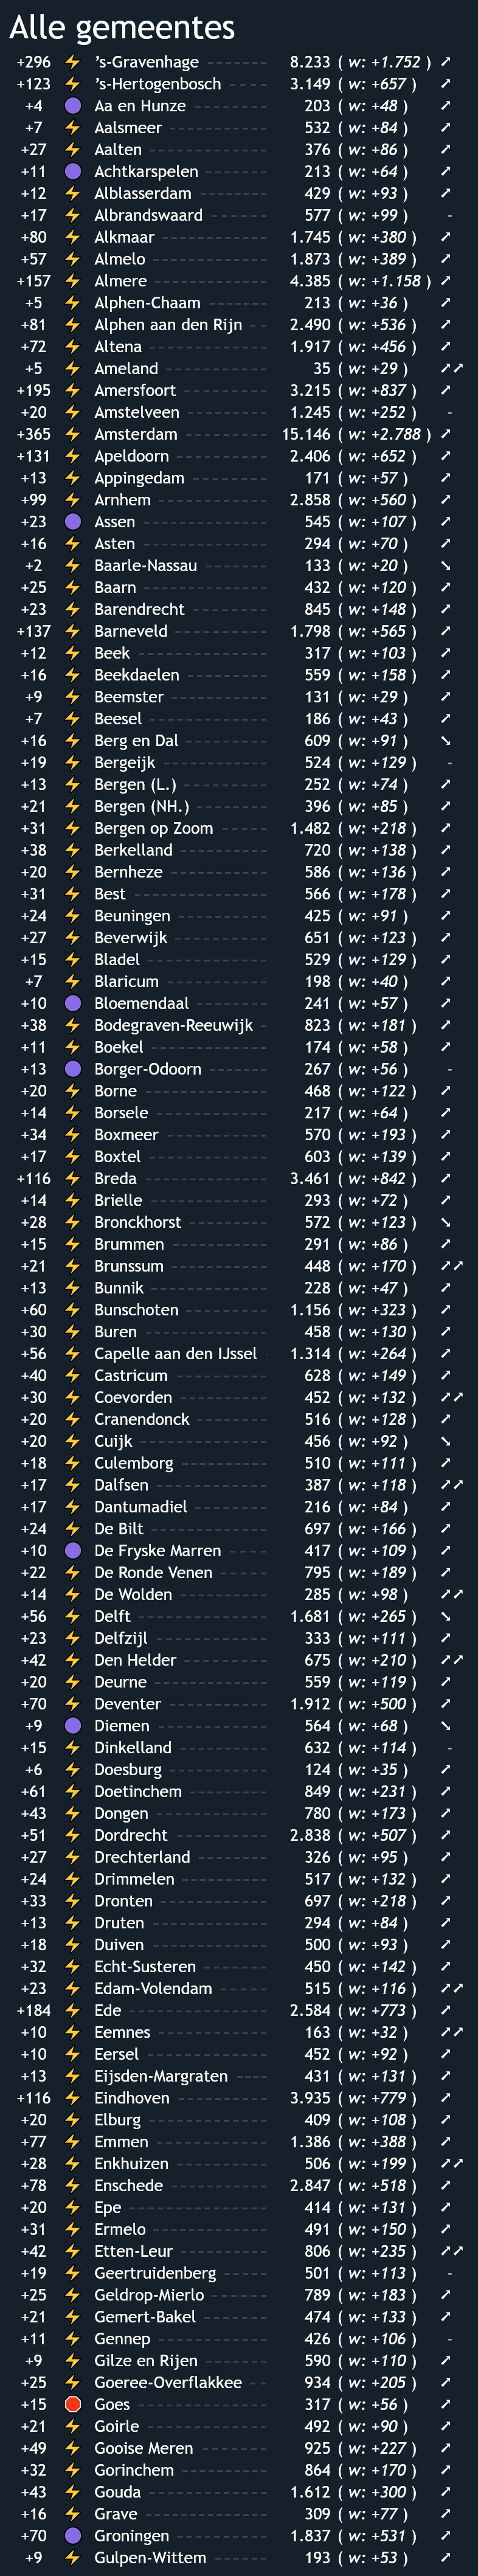 Alle gemeentes
+296 ’s-Gravenhage 8.233 ( w: +1.752 )
+123 ’s-Hertogenbosch 3.149 ( w: +657 )
+4 Aa en Hunze 203 ( w: +48 )
+7 Aalsmeer 532 ( w: +84 )
+27 Aalten 376 ( w: +86 )
+11 Achtkarspelen 213 ( w: +64 )
+12 Alblasserdam 429 ( w: +93 )
+17 Albrandswaard 577 ( w: +99 ) -
+80 Alkmaar 1.745 ( w: +380 )
+57 Almelo 1.873 ( w: +389 )
+157 Almere 4.385 ( w: +1.158 )
+5 Alphen-Chaam 213 ( w: +36 )
+81 Alphen aan den Rijn 2.490 ( w: +536 )
+72 Altena 1.917 ( w: +456 )
+5 Ameland 35 ( w: +29 )
+195 Amersfoort 3.215 ( w: +837 )
+20 Amstelveen 1.245 ( w: +252 ) -
+365 Amsterdam 15.146 ( w: +2.788 )
+131 Apeldoorn 2.406 ( w: +652 )
+13 Appingedam 171 ( w: +57 )
+99 Arnhem 2.858 ( w: +560 )
+23 Assen 545 ( w: +107 )
+16 Asten 294 ( w: +70 )
+2 Baarle-Nassau 133 ( w: +20 )
+25 Baarn 432 ( w: +120 )
+23 Barendrecht 845 ( w: +148 )
+137 Barneveld 1.798 ( w: +565 )
+12 Beek 317 ( w: +103 )
+16 Beekdaelen 559 ( w: +158 )
+9 Beemster 131 ( w: +29 )
+7 Beesel 186 ( w: +43 )
+16 Berg en Dal 609 ( w: +91 )
+19 Bergeijk 524 ( w: +129 ) -
+13 Bergen (L.) 252 ( w: +74 )
+21 Bergen (NH.) 396 ( w: +85 )
+31 Bergen op Zoom 1.482 ( w: +218 )
+38 Berkelland 720 ( w: +138 )
+20 Bernheze 586 ( w: +136 )
+31 Best 566 ( w: +178 )
+24 Beuningen 425 ( w: +91 )
+27 Beverwijk 651 ( w: +123 )
+15 Bladel 529 ( w: +129 )
+7 Blaricum 198 ( w: +40 )
+10 Bloemendaal 241 ( w: +57 )
+38 Bodegraven-Reeuwijk 823 ( w: +181 )
+11 Boekel 174 ( w: +58 )
+13 Borger-Odoorn 267 ( w: +56 ) -
+20 Borne 468 ( w: +122 )
+14 Borsele 217 ( w: +64 )
+34 Boxmeer 570 ( w: +193 )
+17 Boxtel 603 ( w: +139 )
+116 Breda 3.461 ( w: +842 )
+14 Brielle 293 ( w: +72 )
+28 Bronckhorst 572 ( w: +123 )
+15 Brummen 291 ( w: +86 )
+21 Brunssum 448 ( w: +170 )
+13 Bunnik 228 ( w: +47 )
+60 Bunschoten 1.156 ( w: +323 )
+30 Buren 458 ( w: +130 )
+56 Capelle aan den IJssel 1.314 ( w: +264 )
+40 Castricum 628 ( w: +149 )
+30 Coevorden 452 ( w: +132 )
+20 Cranendonck 516 ( w: +128 )
+20 Cuijk 456 ( w: +92 )
+18 Culemborg 510 ( w: +111 )
+17 Dalfsen 387 ( w: +118 )
+17 Dantumadiel 216 ( w: +84 )
+24 De Bilt 697 ( w: +166 )
+10 De Fryske Marren 417 ( w: +109 )
+22 De Ronde Venen 795 ( w: +189 )
+14 De Wolden 285 ( w: +98 )
+56 Delft 1.681 ( w: +265 )
+23 Delfzijl 333 ( w: +111 )
+42 Den Helder 675 ( w: +210 )
+20 Deurne 559 ( w: +119 )
+70 Deventer 1.912 ( w: +500 )
+9 Diemen 564 ( w: +68 )
+15 Dinkelland 632 ( w: +114 ) -
+6 Doesburg 124 ( w: +35 )
+61 Doetinchem 849 ( w: +231 )
+43 Dongen 780 ( w: +173 )
+51 Dordrecht 2.838 ( w: +507 )
+27 Drechterland 326 ( w: +95 )
+24 Drimmelen 517 ( w: +132 )
+33 Dronten 697 ( w: +218 )
+13 Druten 294 ( w: +84 )
+18 Duiven 500 ( w: +93 )
+32 Echt-Susteren 450 ( w: +142 )
+23 Edam-Volendam 515 ( w: +116 )
+184 Ede 2.584 ( w: +773 )
+10 Eemnes 163 ( w: +32 )
+10 Eersel 452 ( w: +92 )
+13 Eijsden-Margraten 431 ( w: +131 )
+116 Eindhoven 3.935 ( w: +779 )
+20 Elburg 409 ( w: +108 )
+77 Emmen 1.386 ( w: +388 )
+28 Enkhuizen 506 ( w: +199 )
+78 Enschede 2.847 ( w: +518 )
+20 Epe 414 ( w: +131 )
+31 Ermelo 491 ( w: +150 )
+42 Etten-Leur 806 ( w: +235 )
+19 Geertruidenberg 501 ( w: +113 ) -
+25 Geldrop-Mierlo 789 ( w: +183 )
+21 Gemert-Bakel 474 ( w: +133 )
+11 Gennep 426 ( w: +106 ) -
+9 Gilze en Rijen 590 ( w: +110 )
+25 Goeree-Overflakkee 934 ( w: +205 )
+15 Goes 317 ( w: +56 )
+21 Goirle 492 ( w: +90 )
+49 Gooise Meren 925 ( w: +227 )
+32 Gorinchem 864 ( w: +170 )
+43 Gouda 1.612 ( w: +300 )
+16 Grave 309 ( w: +77 )
+70 Groningen 1.837 ( w: +531 )
+9 Gulpen-Wittem 193 ( w: +53 )